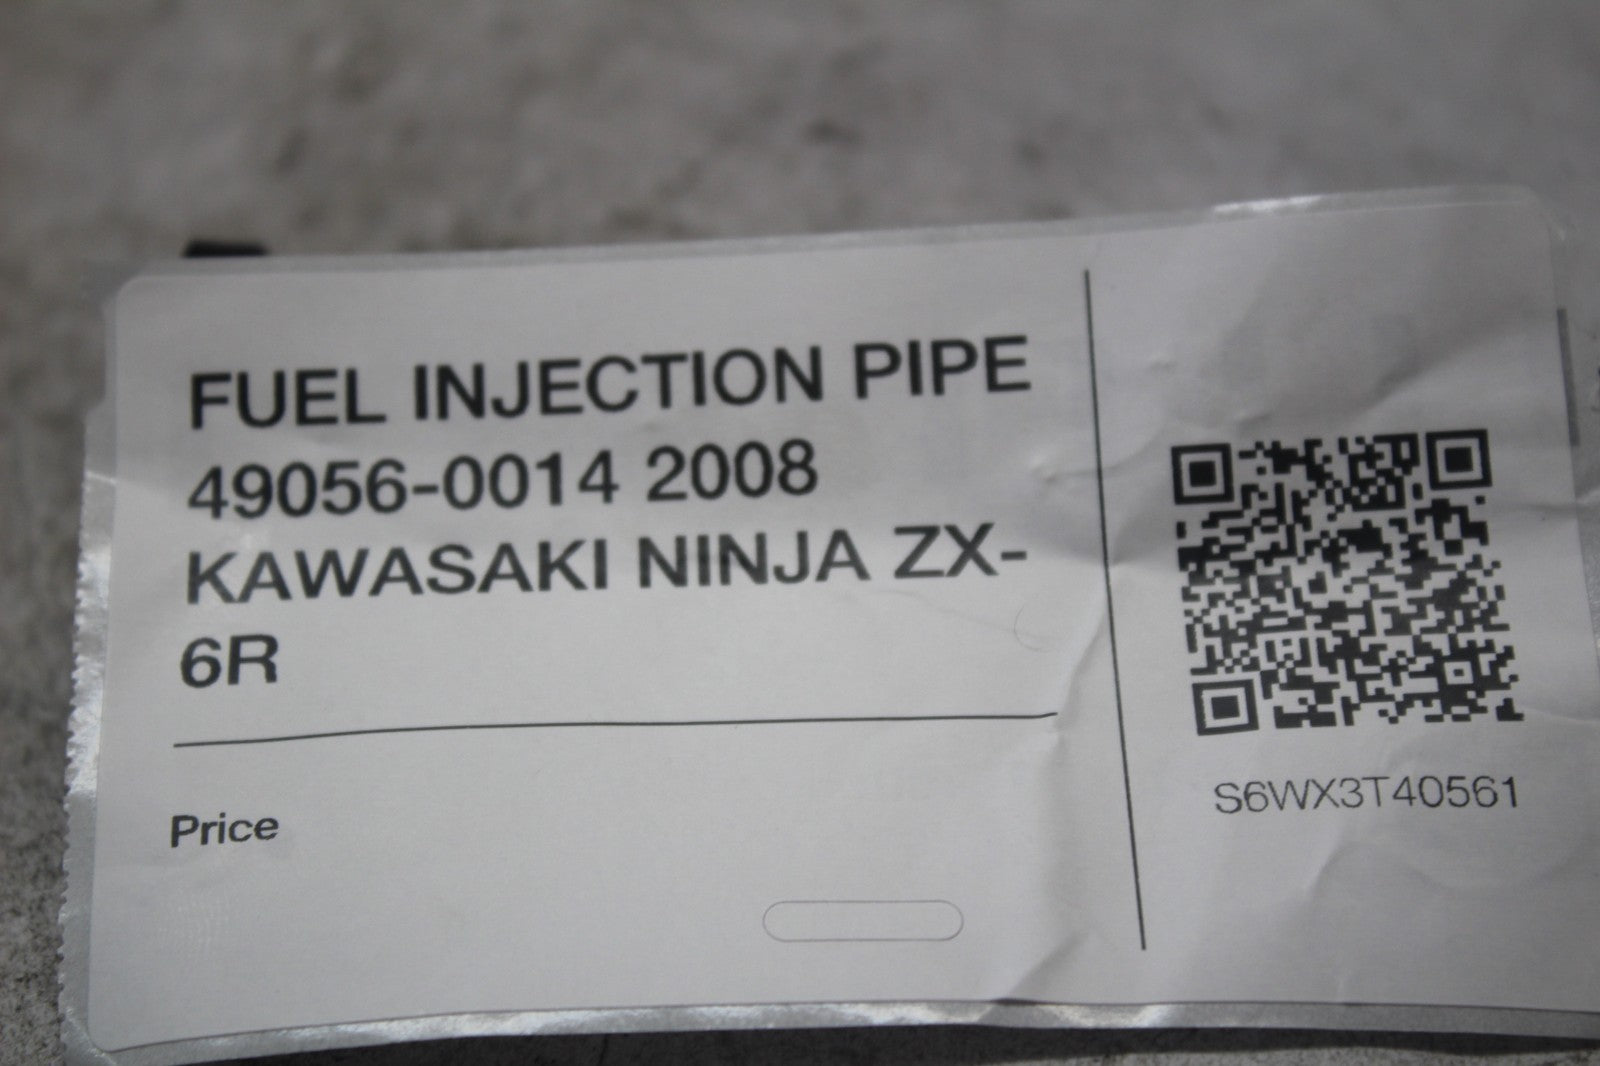 FUEL INJECTION PIPE
49056-0014 2008
KAWASAKI NINJA ZX-
6R
Price
S6WX3T40561